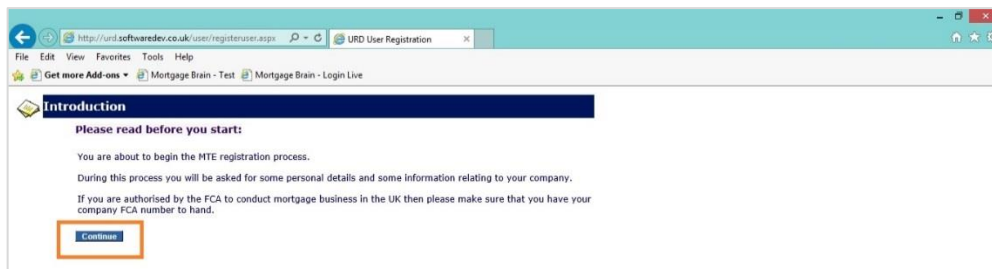 http://urd.softwaredev.co.uk/user/registeruser.aspx
URD User Registration
File Edit View Favorites Tools Help
Get more Add-ons Mortgage Brain - Test Mortgage Brain - Login Live
Introduction
Please read before you start:
You are about to begin the MTE registration process.
During this process you will be asked for some personal details and some information relating to your company.
If you are authorised by the FCA to conduct mortgage business in the UK then please make sure that you have your
company FCA number to hand.
Continue